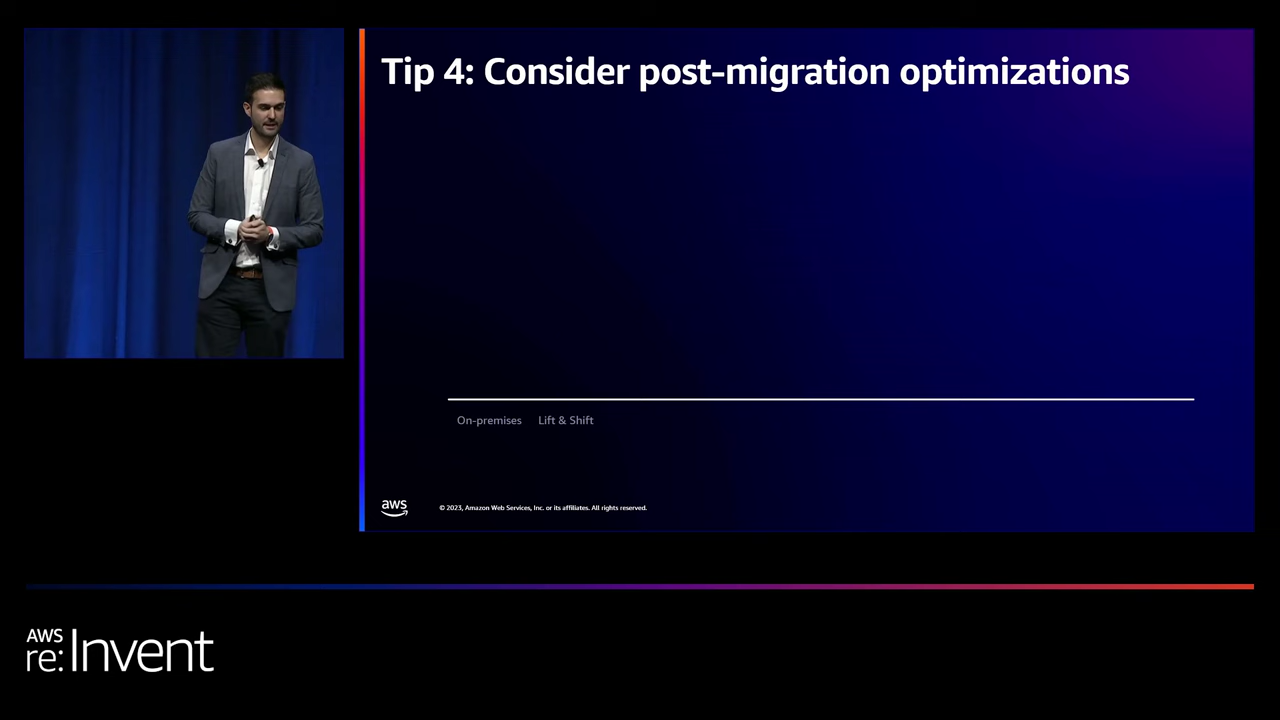 Tip 4: Consider post-migration optimizations
On-premises Lift & Shift
aws
© 2023, Amazon Web Services, Inc. or its affiliates. All rights reserved.
AWS
re:Invent